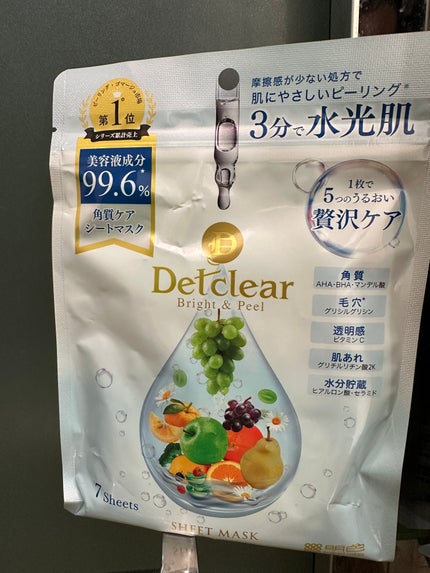 ピーリング・ゴマージュ市場
第1位
シリーズ累計売上
美容液成分
99.6%*
角質ケア
シートマスク
摩擦感が少ない処方で
肌にやさしいピーリング※
3分で水光肌
1枚で
5つのうるおい
贅沢ケア
角質
AHA・BHA・マンデル酸
毛穴*
グリシルグリシン
透明感
ビタミンC
肌あれ
グリチルリチン酸2K
水分貯蔵
ヒアルロン酸・セラミド
Detclear
Bright & Peel
7 Sheets
SHEET MASK
明色